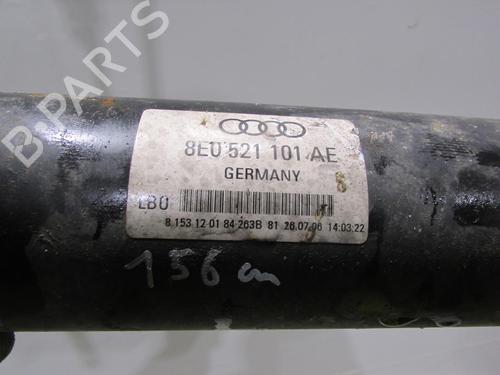 B PARTS
8E0 521 101 AE
GERMANY
LB0
8 153 12 01 84 263B 81 26.07.06 14:03:22
156 cm